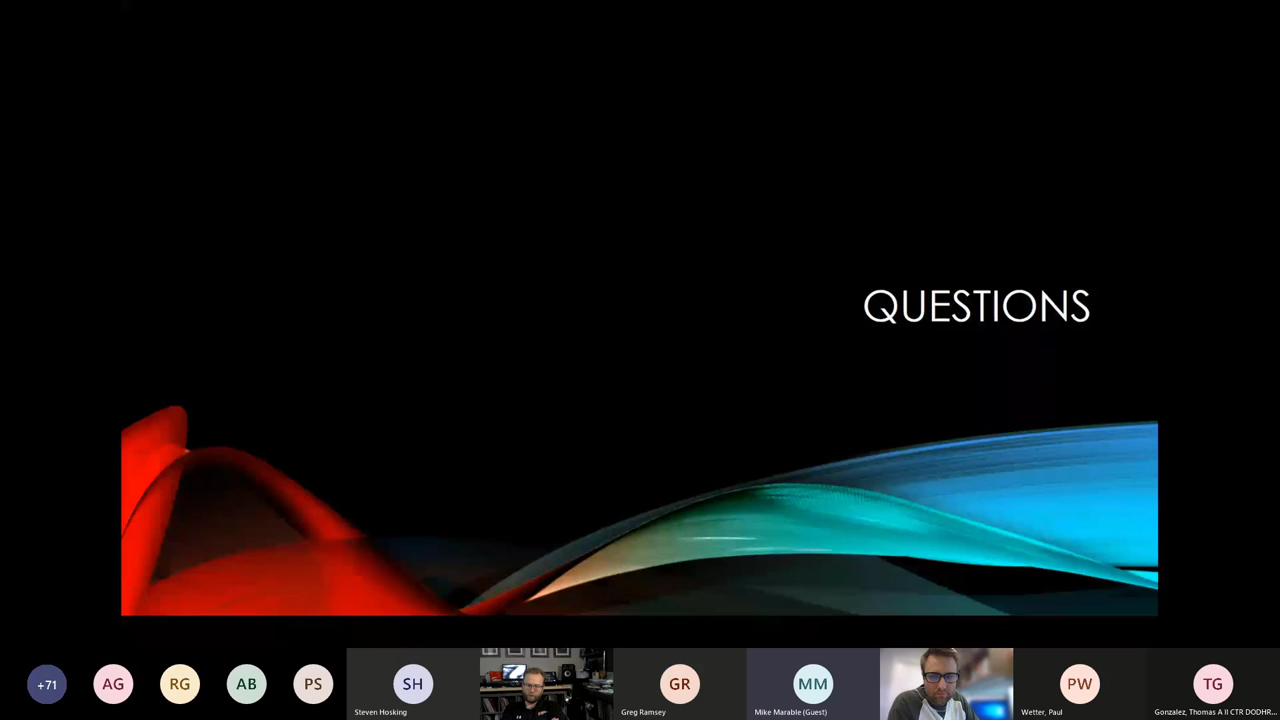 QUESTIONS
+71
AG
RG
AB
PS
SH
Steven Hosking
GR
Greg Ramsey
MM
Mike Marable (Guest)
PW
Wetter, Paul
TG
Gonzalez, Thomas A II CTR DODHR...